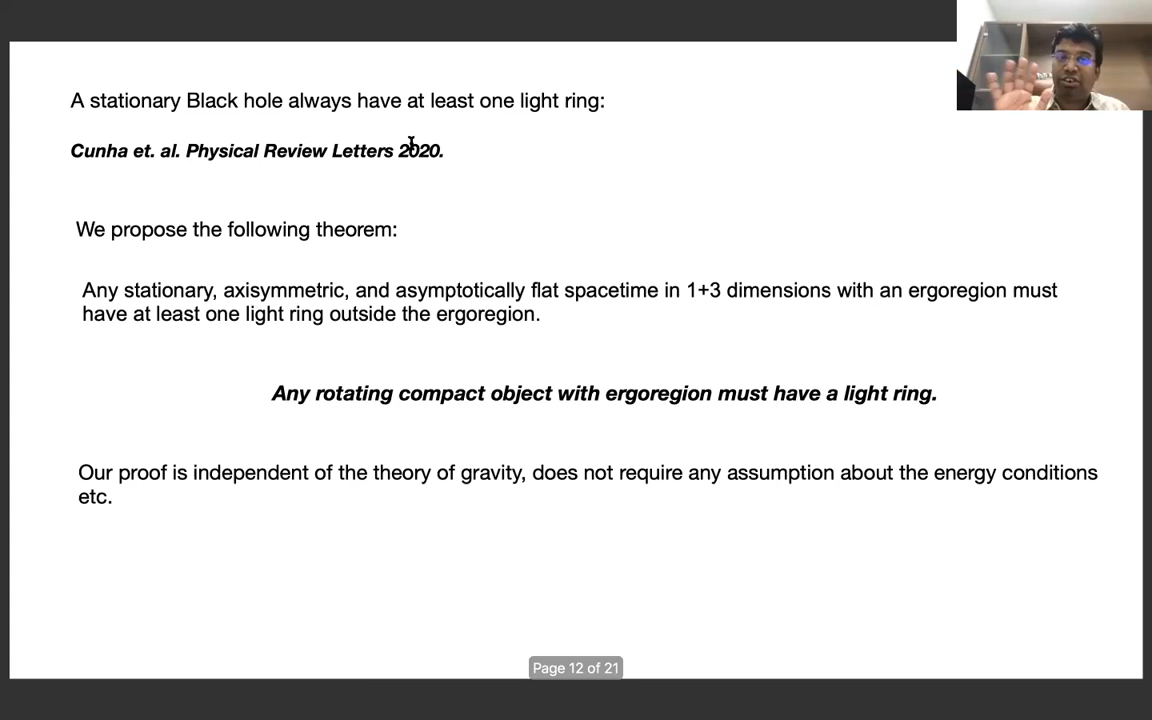 A stationary Black hole always have at least one light ring:
Cunha et. al. Physical Review Letters 2020.
We propose the following theorem:
Any stationary, axisymmetric, and asymptotically flat spacetime in 1+3 dimensions with an ergoregion must
have at least one light ring outside the ergoregion.
Any rotating compact object with ergoregion must have a light ring.
Our proof is independent of the theory of gravity, does not require any assumption about the energy conditions
etc.
Page 12 of 21